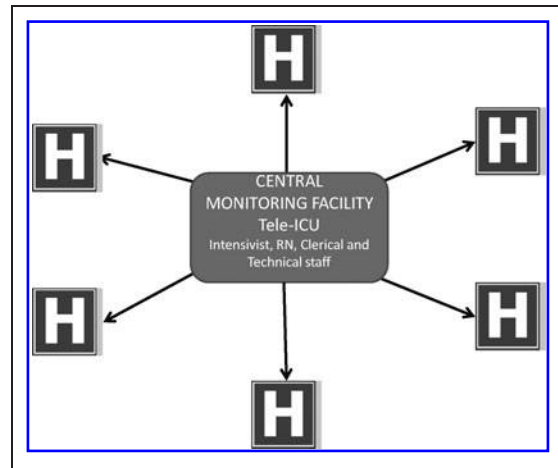 H
H
H
CENTRAL
MONITORING FACILITY
Tele-ICU
Intensivist, RN, Clerical and
Technical staff
H
H
H